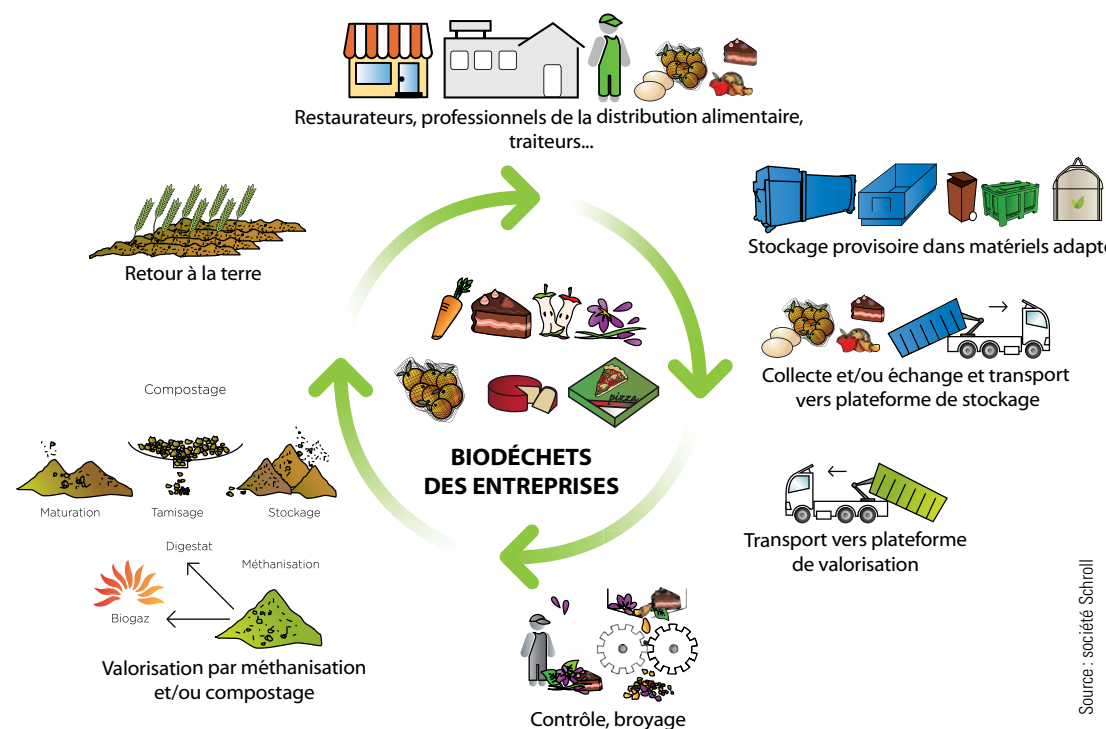 Restaurateurs, professionnels de la distribution alimentaire,
traiteurs...
Stockage provisoire dans matériels adapté
Collecte et/ou échange et transport
vers plateforme de stockage
Transport vers plateforme
de valorisation
Contrôle, broyage
Valorisation par méthanisation
et/ou compostage
Biogaz
Digestat
Méthanisation
Compostage
Maturation
Tamisage
Stockage
Retour à la terre
pizza
BIODÉCHETS
DES ENTREPRISES
Source : société Schroll